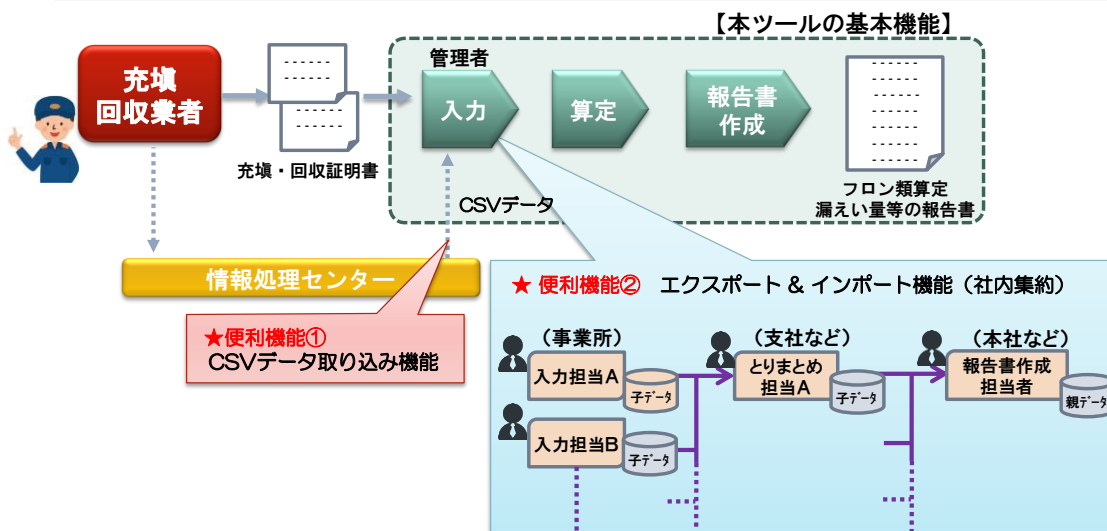 【本ツールの基本機能】
充塡
回収業者
充塡・回収証明書
管理者
入力
算定
報告書
作成
フロン類算定
漏えい量等の報告書
CSVデータ
情報処理センター
★便利機能①
CSVデータ取り込み機能
★ 便利機能② エクスポート & インポート機能（社内集約）
（事業所）
入力担当A
子データ
入力担当B
子データ
（支社など）
とりまとめ
担当A
子データ
（本社など）
報告書作成
担当者
親データ